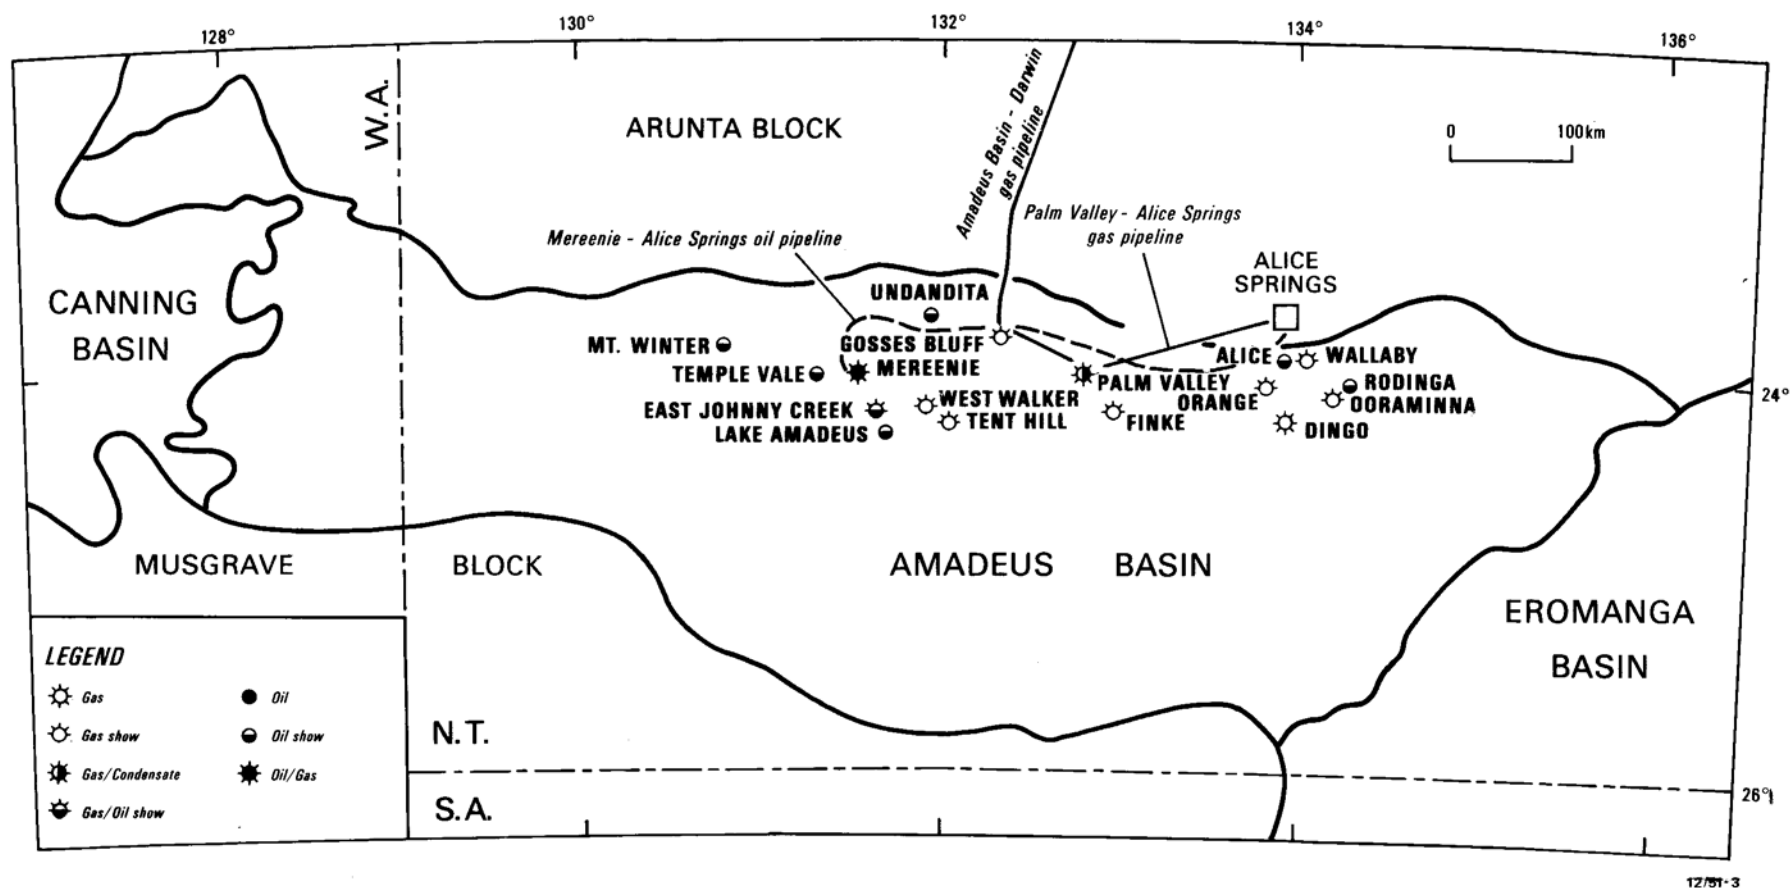 128°
130°
132°
134°
136°
W.A.
ARUNTA BLOCK
Amadeus Basin - Darwin
gas pipeline
0 100km
Palm Valley - Alice Springs
gas pipeline
Mereenie - Alice Springs oil pipeline
ALICE
SPRINGS
CANNING
BASIN
UNDANDITA
MT. WINTER
GOSSES BLUFF
MEREENIE
TEMPLE VALE
ALICE
WALLABY
PALM VALLEY
RODINGA
ORANGE
OORAMINNA
24°
WEST WALKER
EAST JOHNNY CREEK
TENT HILL
FINKE
LAKE AMADEUS
DINGO
MUSGRAVE BLOCK
AMADEUS BASIN
EROMANGA
BASIN
LEGEND
Gas
Oil
Gas show
Oil show
Gas/Condensate
Oil/Gas
Gas/Oil show
N.T.
S.A.
26°